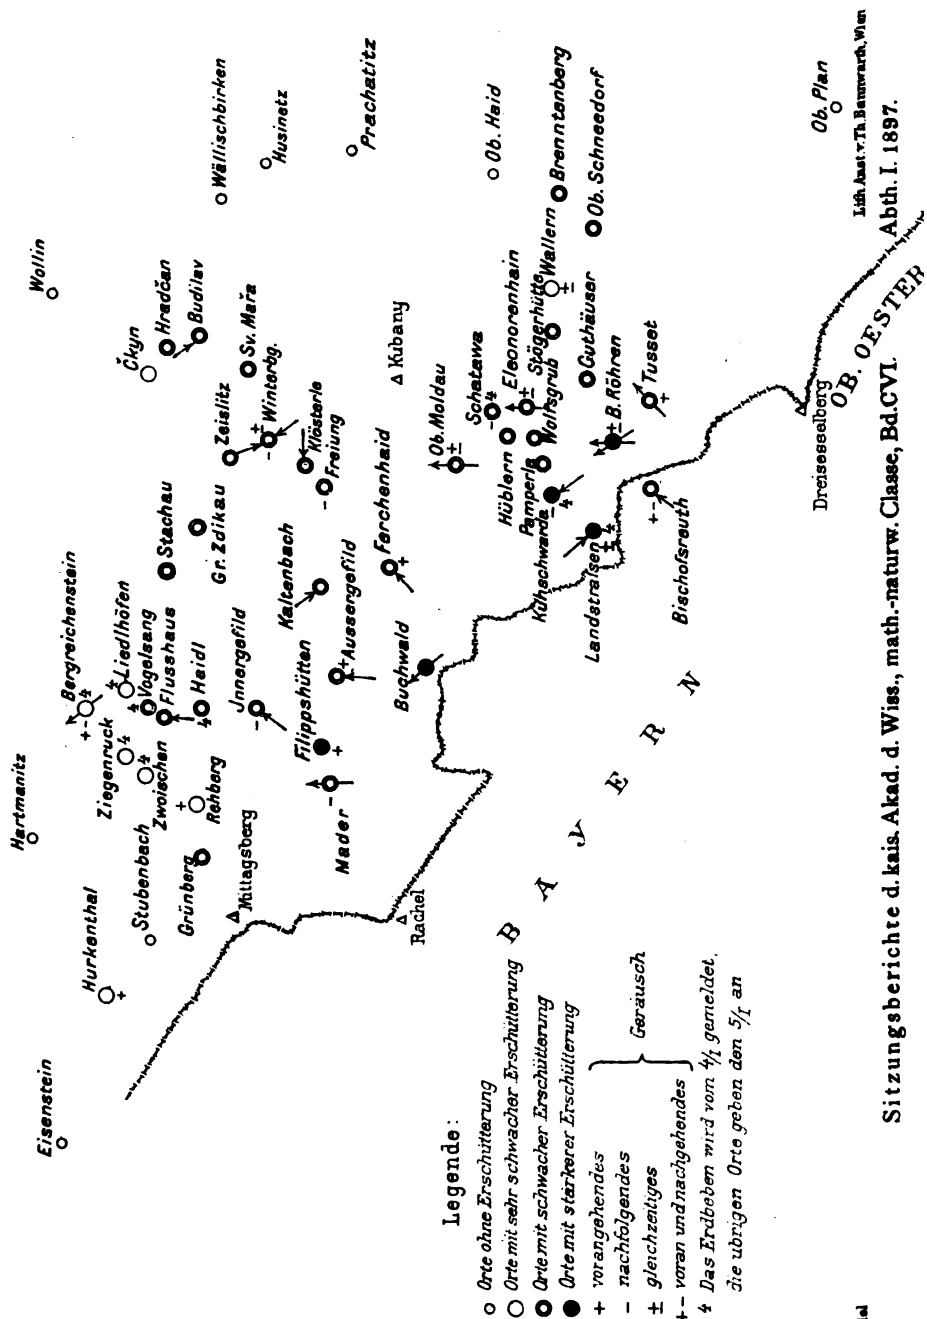 Eisenstein
Hurkenthal
Hartmanitz
Stubenbach
Grünberg
Mittagsberg
Rachel
Ziegenruck
Zwoischen
Rehberg
Bergreichenstein
Liedlhöfen
Vogelsang
Flusshaus
Haidl
Jnnergefild
Filippshütten
Mader
Stachau
Gr. Zdikau
Kaltenbach
Aussergefild
Buchwald
Ferchenhaid
Wollin
Čkyn
Hradčan
Budilav
Sv. Mařa
Zeislitz
Winterbg.
Klösterle
Freiung
Kubany
Wällischbirken
Husinetz
Prachatitz
Ob. Haid
Ob. Moldau
Schatawa
Eleonorenhain
Stögerhütte
Wallern
Brenntenberg
Ob. Schneedorf
Hüblern
Pamperla
Wolfsgrub
Guthäuser
Kuhschwarda
B. Röhren
Tusset
Landstrafsen
Bischofsreuth
Dreisesselberg
Ob. Plan
BAYERN
OB. OESTER
Legende:
Orte ohne Erschütterung
Orte mit sehr schwacher Erschütterung
Orte mit schwacher Erschütterung
Orte mit stärkerer Erschütterung
+ vorangehendes
− nachfolgendes
± gleichzeitiges
+− voran und nachgehendes
Geräusch
4 Das Erdbeben wird vom 4/I gemeldet,
die übrigen Orte geben den 5/I an
Lith. Anst. v. Th. Bannwarth, Wien
Sitzungsberichte d. kais. Akad. d. Wiss., math.-naturw. Classe, Bd. CVI. Abth. I. 1897.